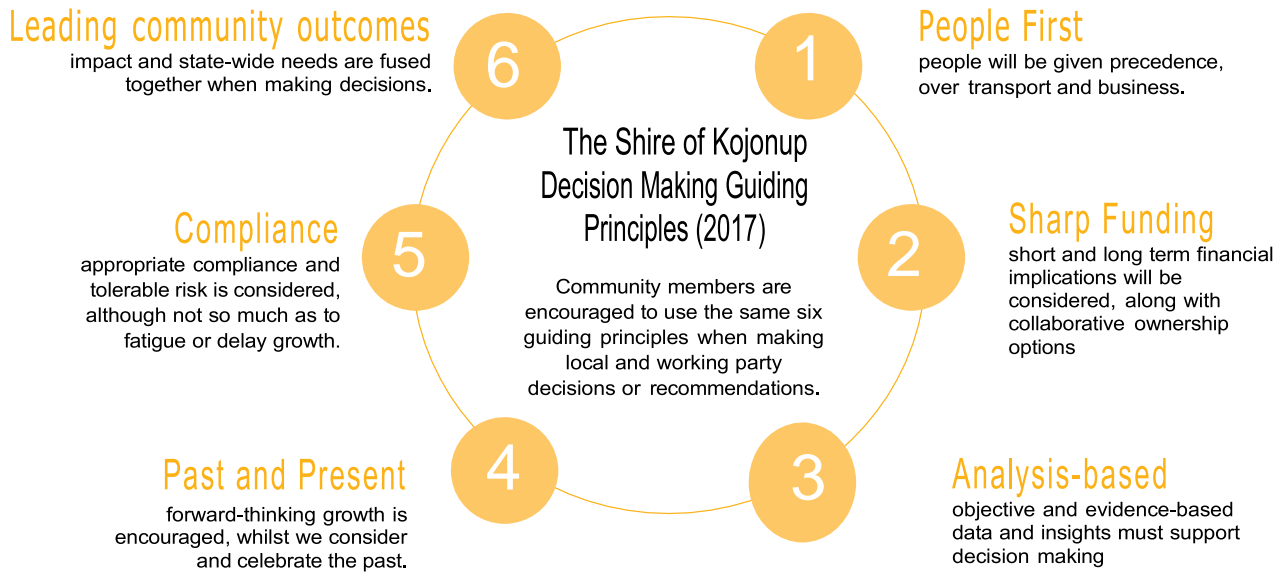 The Shire of Kojonup
Decision Making Guiding
Principles (2017)
Community members are
encouraged to use the same six
guiding principles when making
local and working party
decisions or recommendations.
1
People First
people will be given precedence,
over transport and business.
2
Sharp Funding
short and long term financial
implications will be
considered, along with
collaborative ownership
options
3
Analysis-based
objective and evidence-based
data and insights must support
decision making
4
Past and Present
forward-thinking growth is
encouraged, whilst we consider
and celebrate the past.
5
Compliance
appropriate compliance and
tolerable risk is considered,
although not so much as to
fatigue or delay growth.
6
Leading community outcomes
impact and state-wide needs are fused
together when making decisions.